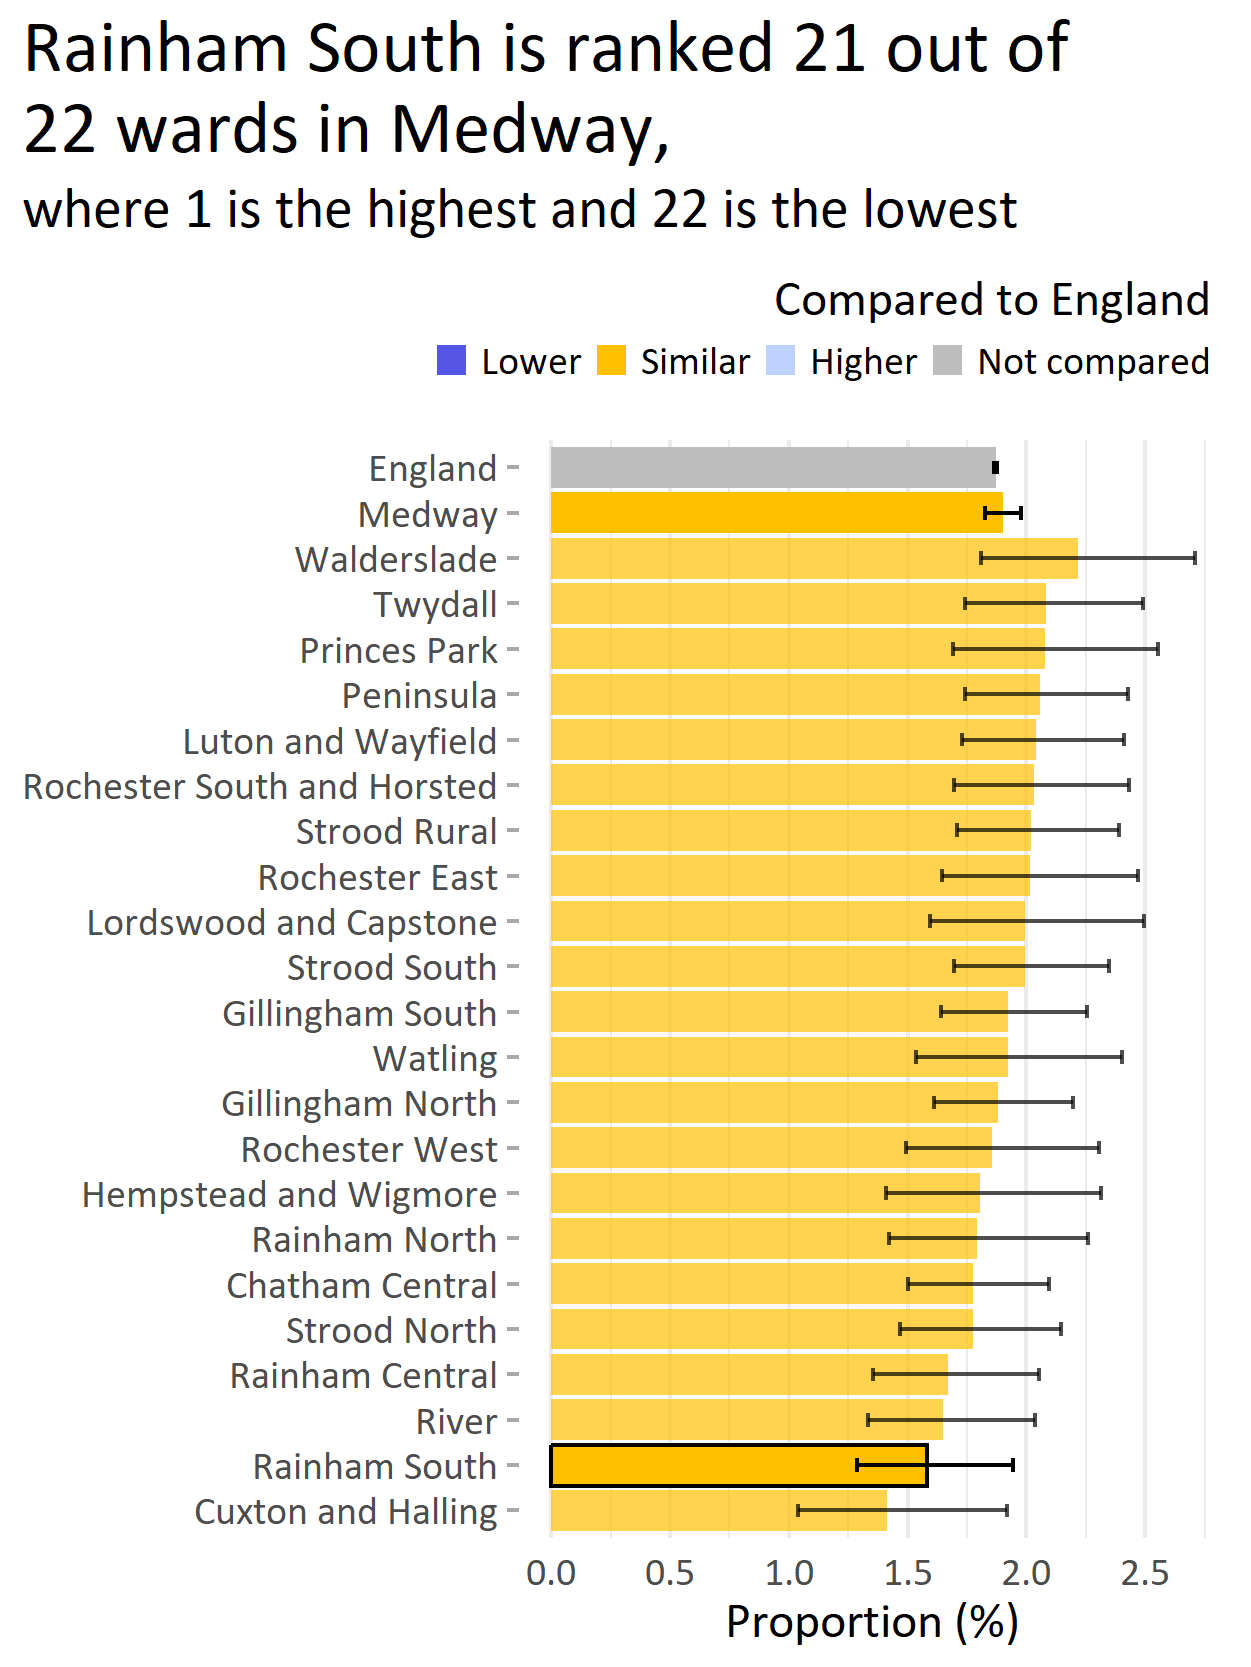 Rainham South is ranked 21 out of
22 wards in Medway,
where 1 is the highest and 22 is the lowest
Compared to England
Lower Similar Higher Not compared
England
Medway
Walderslade
Twydall
Princes Park
Peninsula
Luton and Wayfield
Rochester South and Horsted
Strood Rural
Rochester East
Lordswood and Capstone
Strood South
Gillingham South
Watling
Gillingham North
Rochester West
Hempstead and Wigmore
Rainham North
Chatham Central
Strood North
Rainham Central
River
Rainham South
Cuxton and Halling
0.0 0.5 1.0 1.5 2.0 2.5
Proportion (%)